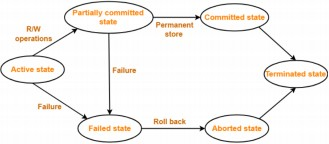 Partially committed
state
Committed state
R/W
operations
Permanent
store
Active state
Failure
Terminated state
Failure
Failed state
Roll back
Aborted state